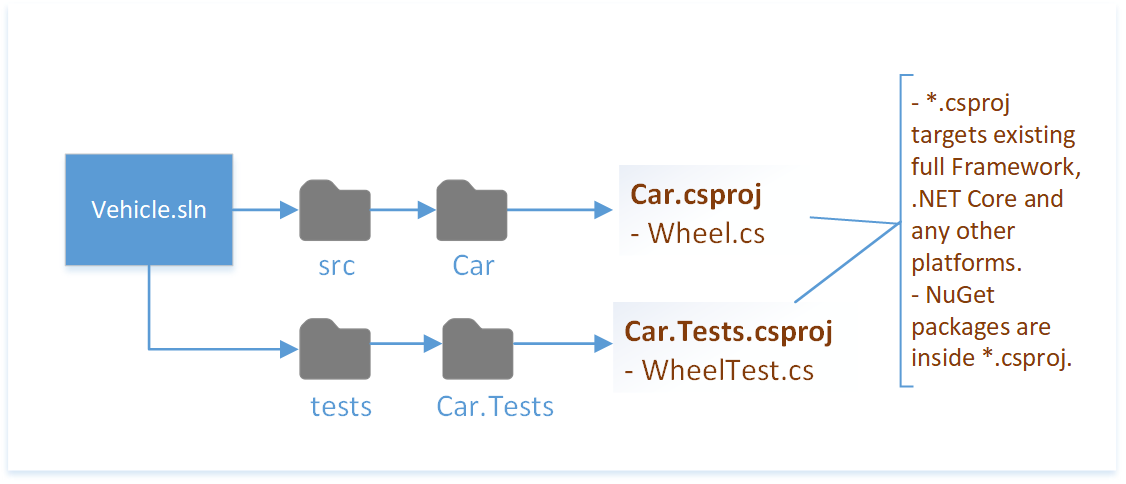 Vehicle.sln
src
Car
Car.csproj
- Wheel.cs
tests
Car.Tests
Car.Tests.csproj
- WheelTest.cs
- *.csproj
targets existing
full Framework,
.NET Core and
any other
platforms.
- NuGet
packages are
inside *.csproj.